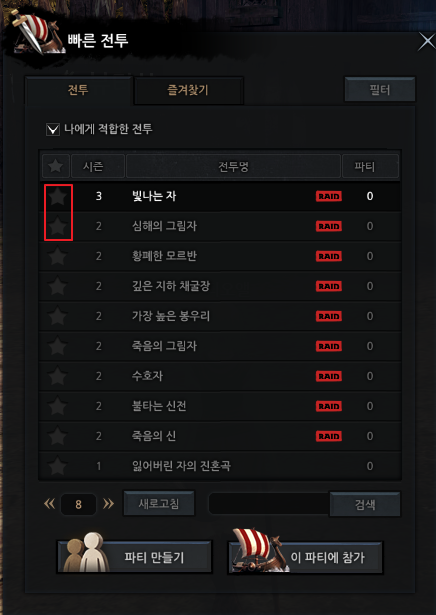 빠른 전투
전투 즐겨찾기 필터
나에게 적합한 전투
시즌 전투명 파티
3 빛나는 자 RAID 0
2 심해의 그림자 RAID 0
2 황폐한 모르반 RAID 0
2 깊은 지하 채굴장 RAID 0
2 가장 높은 봉우리 RAID 0
2 죽음의 그림자 RAID 0
2 수호자 RAID 0
2 불타는 신전 RAID 0
2 죽음의 신 RAID 0
1 잃어버린 자의 진혼곡 0
8 새로고침 검색
파티 만들기 이 파티에 참가